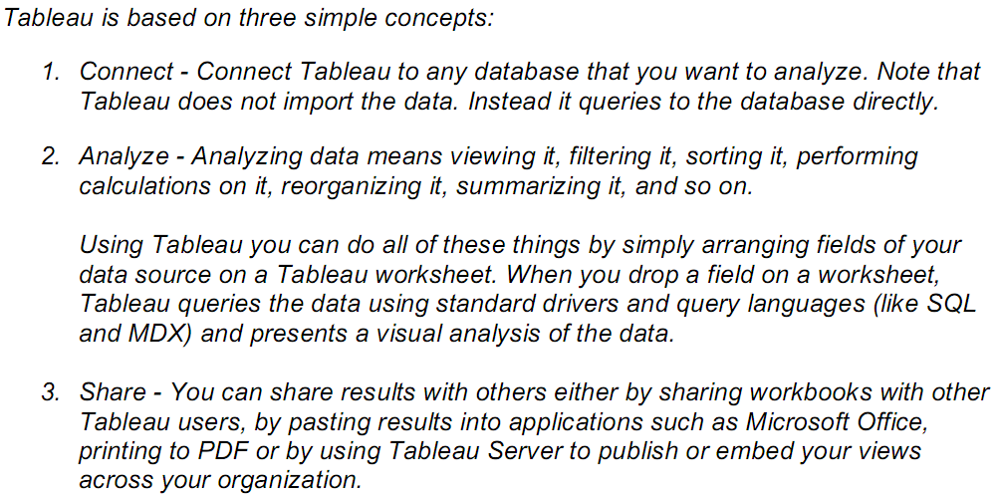 Tableau is based on three simple concepts:
1. Connect - Connect Tableau to any database that you want to analyze. Note that
Tableau does not import the data. Instead it queries to the database directly.
2. Analyze - Analyzing data means viewing it, filtering it, sorting it, performing
calculations on it, reorganizing it, summarizing it, and so on.
Using Tableau you can do all of these things by simply arranging fields of your
data source on a Tableau worksheet. When you drop a field on a worksheet,
Tableau queries the data using standard drivers and query languages (like SQL
and MDX) and presents a visual analysis of the data.
3. Share - You can share results with others either by sharing workbooks with other
Tableau users, by pasting results into applications such as Microsoft Office,
printing to PDF or by using Tableau Server to publish or embed your views
across your organization.